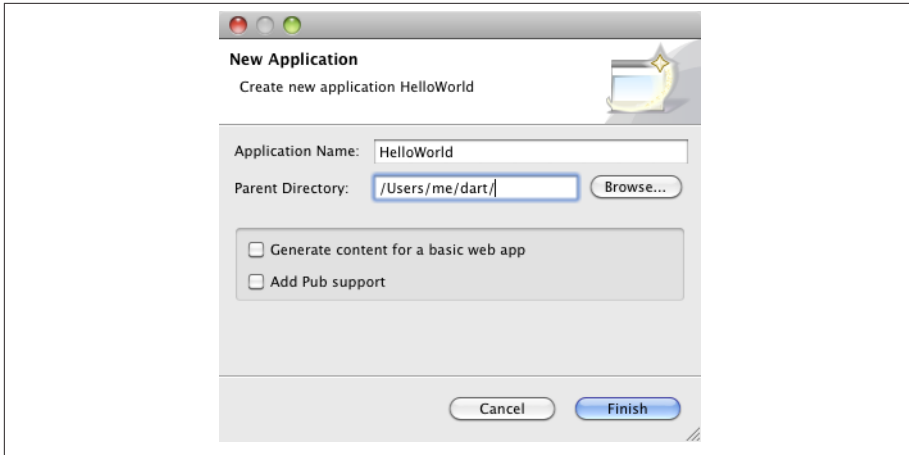 New Application
Create new application HelloWorld
Application Name: HelloWorld
Parent Directory: /Users/me/dart/ Browse...
Generate content for a basic web app
Add Pub support
Cancel Finish